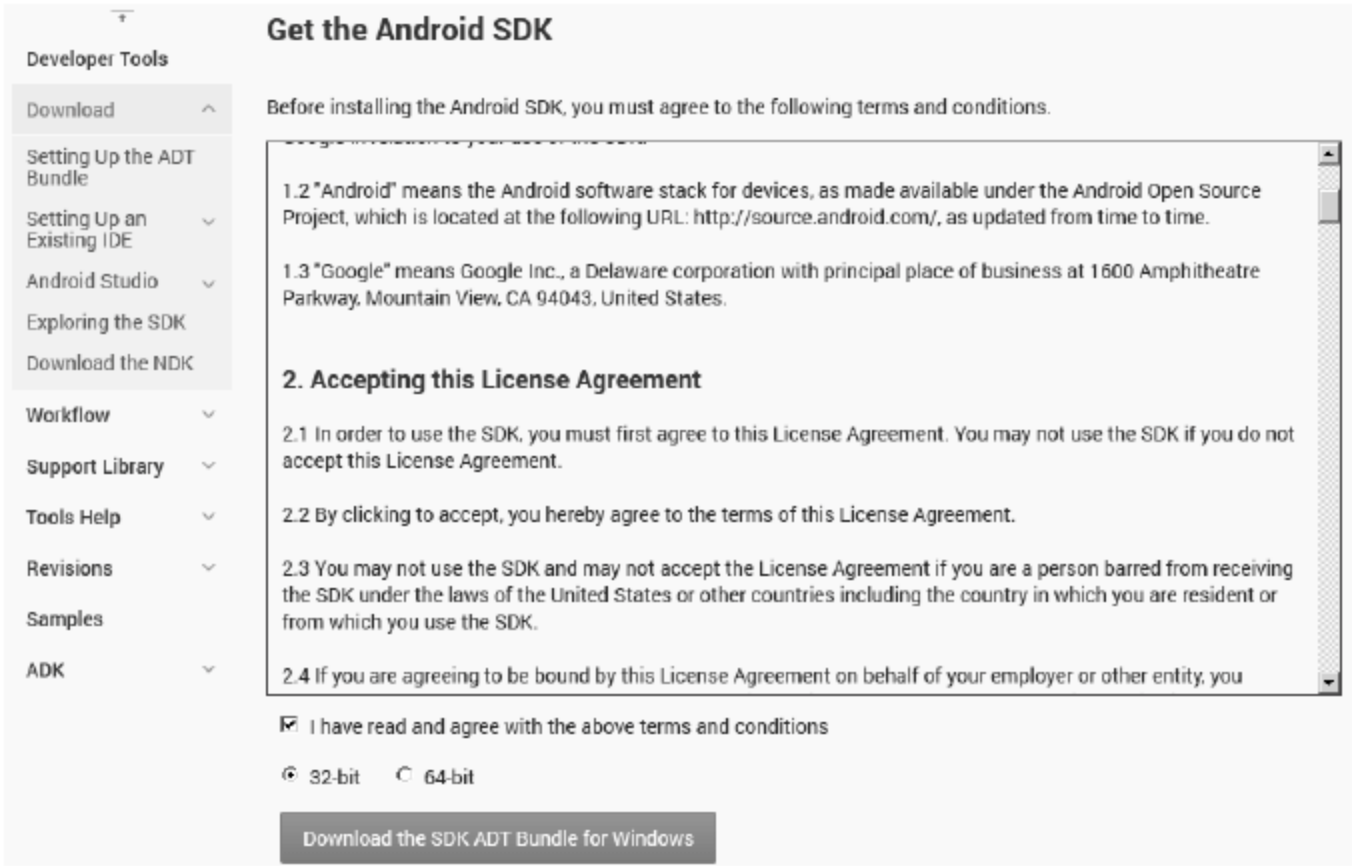 Developer Tools
Download
Setting Up the ADT
Bundle
Setting Up an
Existing IDE
Android Studio
Exploring the SDK
Download the NDK
Workflow
Support Library
Tools Help
Revisions
Samples
ADK
Get the Android SDK
Before installing the Android SDK, you must agree to the following terms and conditions.
1.2 "Android" means the Android software stack for devices, as made available under the Android Open Source
Project, which is located at the following URL: http://source.android.com/, as updated from time to time.
1.3 "Google" means Google Inc., a Delaware corporation with principal place of business at 1600 Amphitheatre
Parkway, Mountain View, CA 94043, United States.
2. Accepting this License Agreement
2.1 In order to use the SDK, you must first agree to this License Agreement. You may not use the SDK if you do not
accept this License Agreement.
2.2 By clicking to accept, you hereby agree to the terms of this License Agreement.
2.3 You may not use the SDK and may not accept the License Agreement if you are a person barred from receiving
the SDK under the laws of the United States or other countries including the country in which you are resident or
from which you use the SDK.
2.4 If you are agreeing to be bound by this License Agreement on behalf of your employer or other entity, you
I have read and agree with the above terms and conditions
32-bit 64-bit
Download the SDK ADT Bundle for Windows